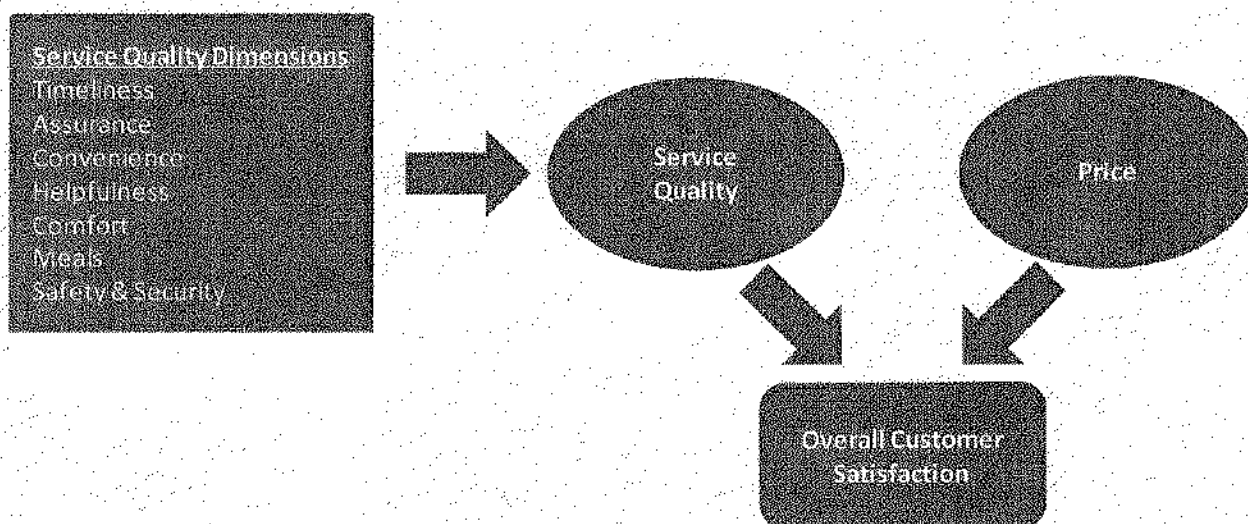 Service Quality Dimensions
Timeliness
Assurance
Convenience
Helpfulness
Comfort
Meals
Safety & Security
Service
Quality
Price
Overall Customer
Satisfaction